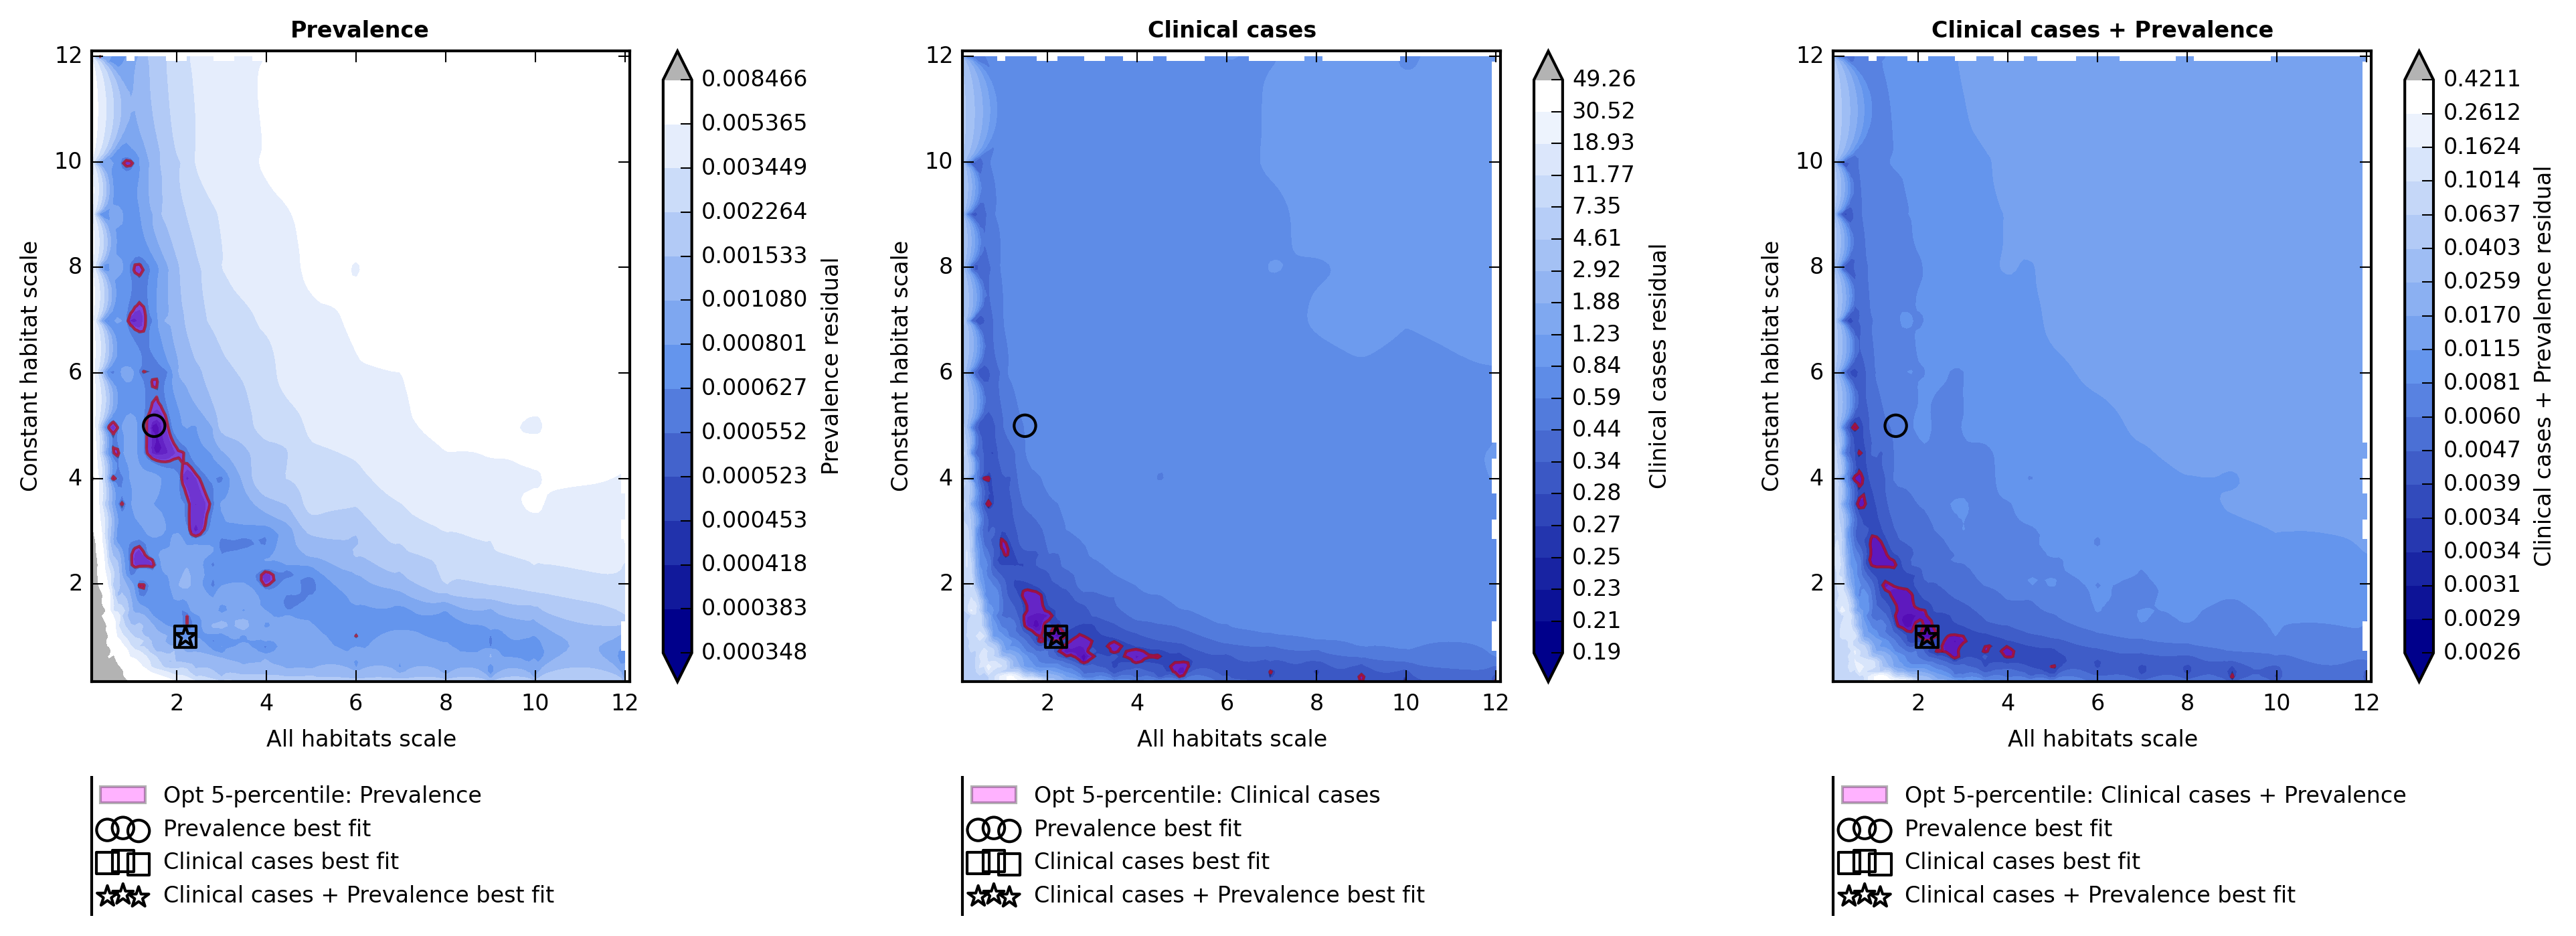 Prevalence
12
10
8
6
4
2
2 4 6 8 10 12
Constant habitat scale
All habitats scale
0.008466
0.005365
0.003449
0.002264
0.001533
0.001080
0.000801
0.000627
0.000552
0.000523
0.000453
0.000418
0.000383
0.000348
Prevalence residual
Opt 5-percentile: Prevalence
Prevalence best fit
Clinical cases best fit
Clinical cases + Prevalence best fit
Clinical cases
12
10
8
6
4
2
2 4 6 8 10 12
Constant habitat scale
All habitats scale
49.26
30.52
18.93
11.77
7.35
4.61
2.92
1.88
1.23
0.84
0.59
0.44
0.34
0.28
0.27
0.25
0.23
0.21
0.19
Clinical cases residual
Opt 5-percentile: Clinical cases
Prevalence best fit
Clinical cases best fit
Clinical cases + Prevalence best fit
Clinical cases + Prevalence
12
10
8
6
4
2
2 4 6 8 10 12
Constant habitat scale
All habitats scale
0.4211
0.2612
0.1624
0.1014
0.0637
0.0403
0.0259
0.0170
0.0115
0.0081
0.0060
0.0047
0.0039
0.0034
0.0034
0.0031
0.0029
0.0026
Clinical cases + Prevalence residual
Opt 5-percentile: Clinical cases + Prevalence
Prevalence best fit
Clinical cases best fit
Clinical cases + Prevalence best fit